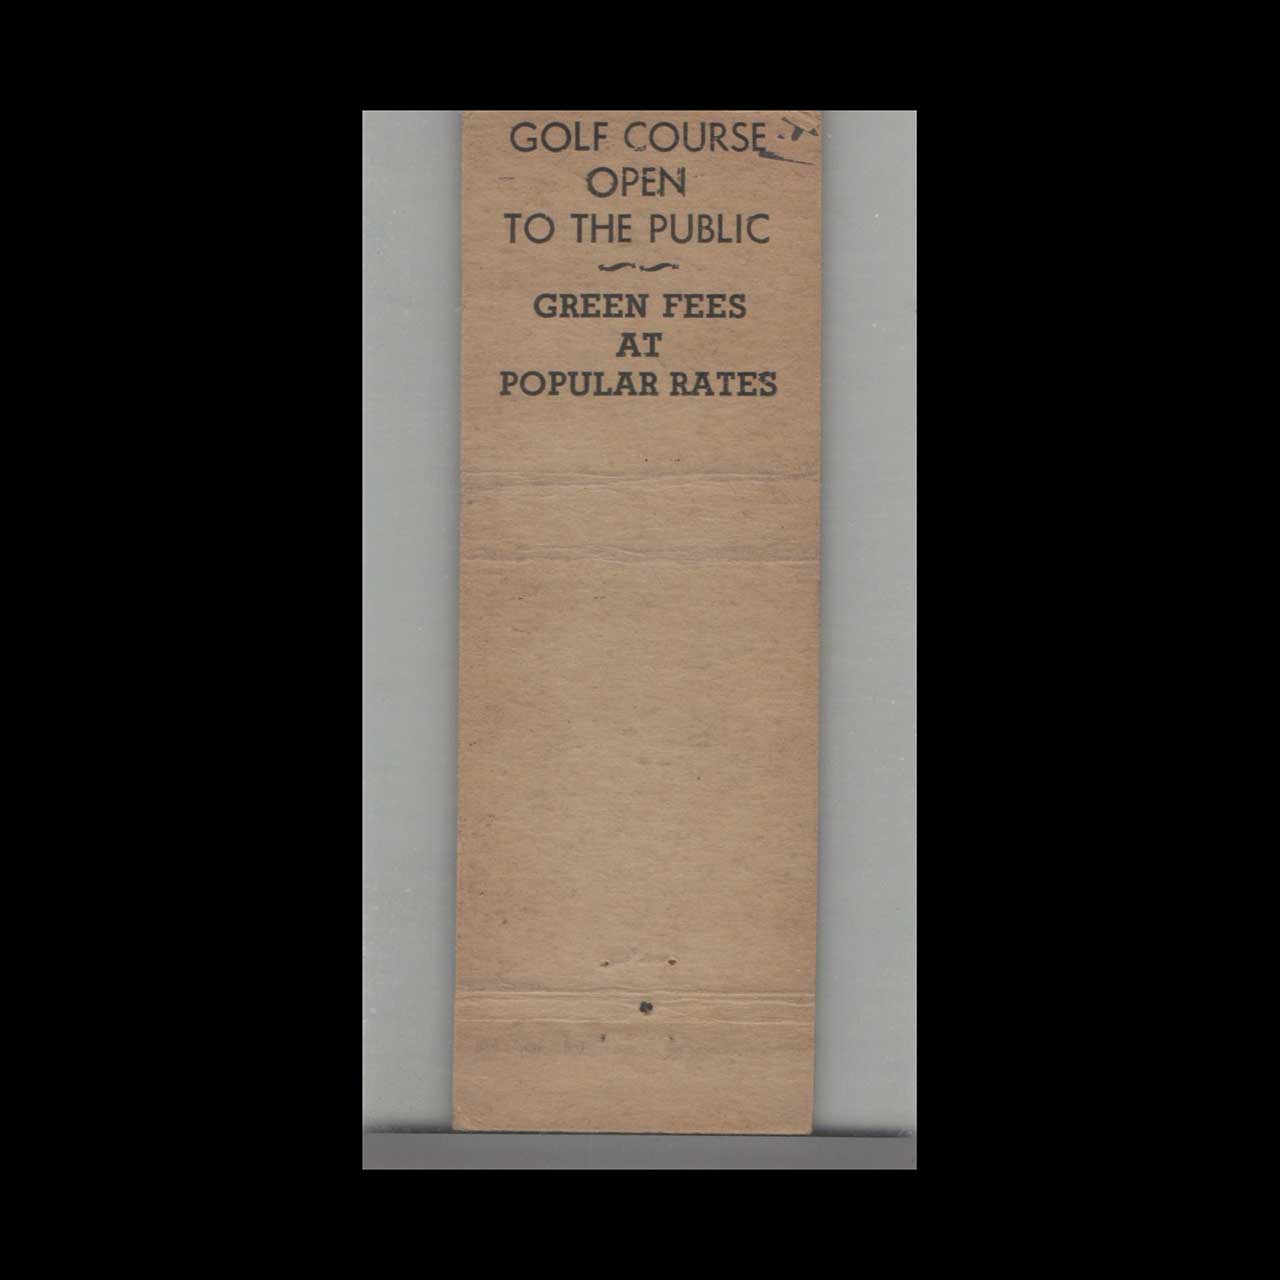 GOLF COURSE
OPEN
TO THE PUBLIC
GREEN FEES
AT
POPULAR RATES